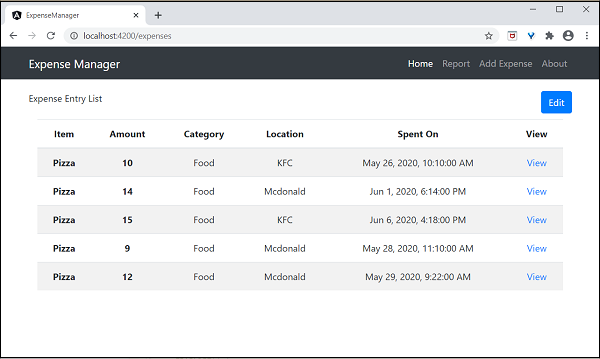 ExpenseManager
localhost:4200/expenses
Expense Manager Home Report Add Expense About
Expense Entry List Edit
Item Amount Category Location Spent On View
Pizza 10 Food KFC May 26, 2020, 10:10:00 AM View
Pizza 14 Food Mcdonald Jun 1, 2020, 6:14:00 PM View
Pizza 15 Food KFC Jun 6, 2020, 4:18:00 PM View
Pizza 9 Food Mcdonald May 28, 2020, 11:10:00 AM View
Pizza 12 Food Mcdonald May 29, 2020, 9:22:00 AM View